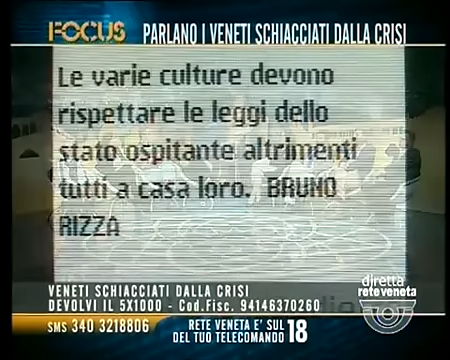 FOCUS PARLANO I VENETI SCHIACCIATI DALLA CRISI
Le varie culture devono
rispettare le leggi dello
stato ospitante altrimenti
tutti a casa loro. BRUNO
RIZZA
diretta
reteveneta
VENETI SCHIACCIATI DALLA CRISI
DEVOLVI IL 5X1000 - Cod.Fisc. 94146370260
SMS 340 3218806
RETE VENETA E' SUL
DEL TUO TELECOMANDO 18